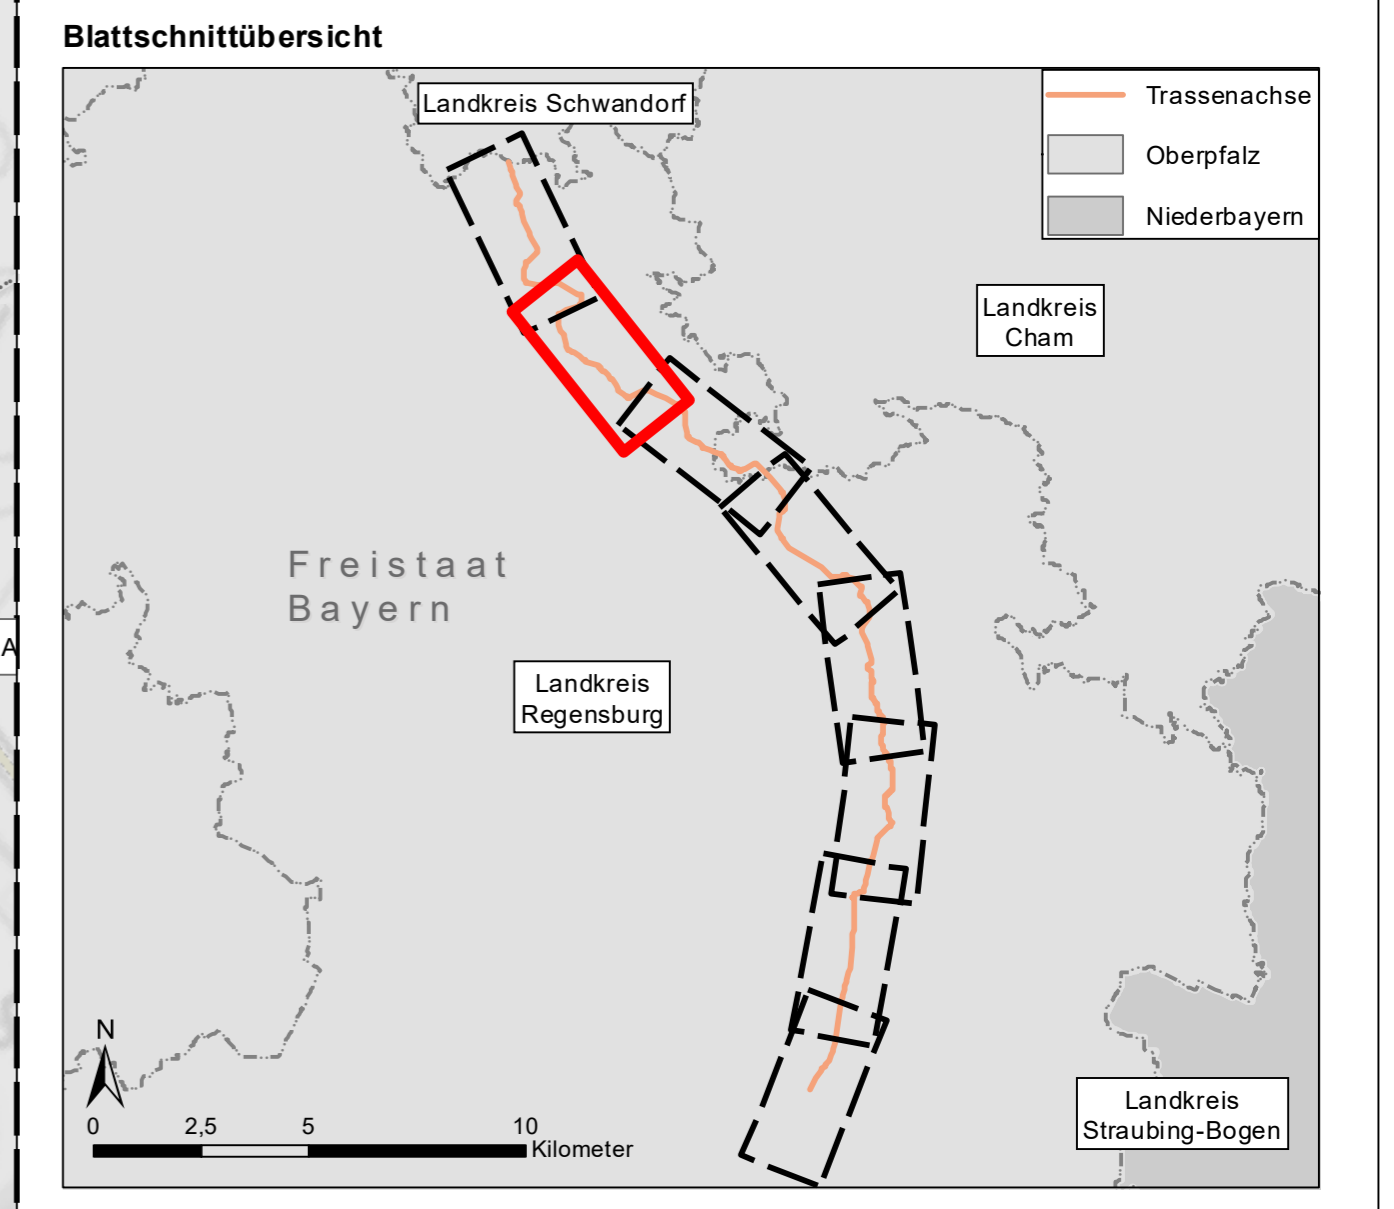 Blattschnittübersicht
Landkreis Schwandorf
Trassenachse
Oberpfalz
Niederbayern
Landkreis
Cham
Freistaat
Bayern
Landkreis
Regensburg
A
N
0 2,5 5 10
Kilometer
Landkreis
Straubing-Bogen